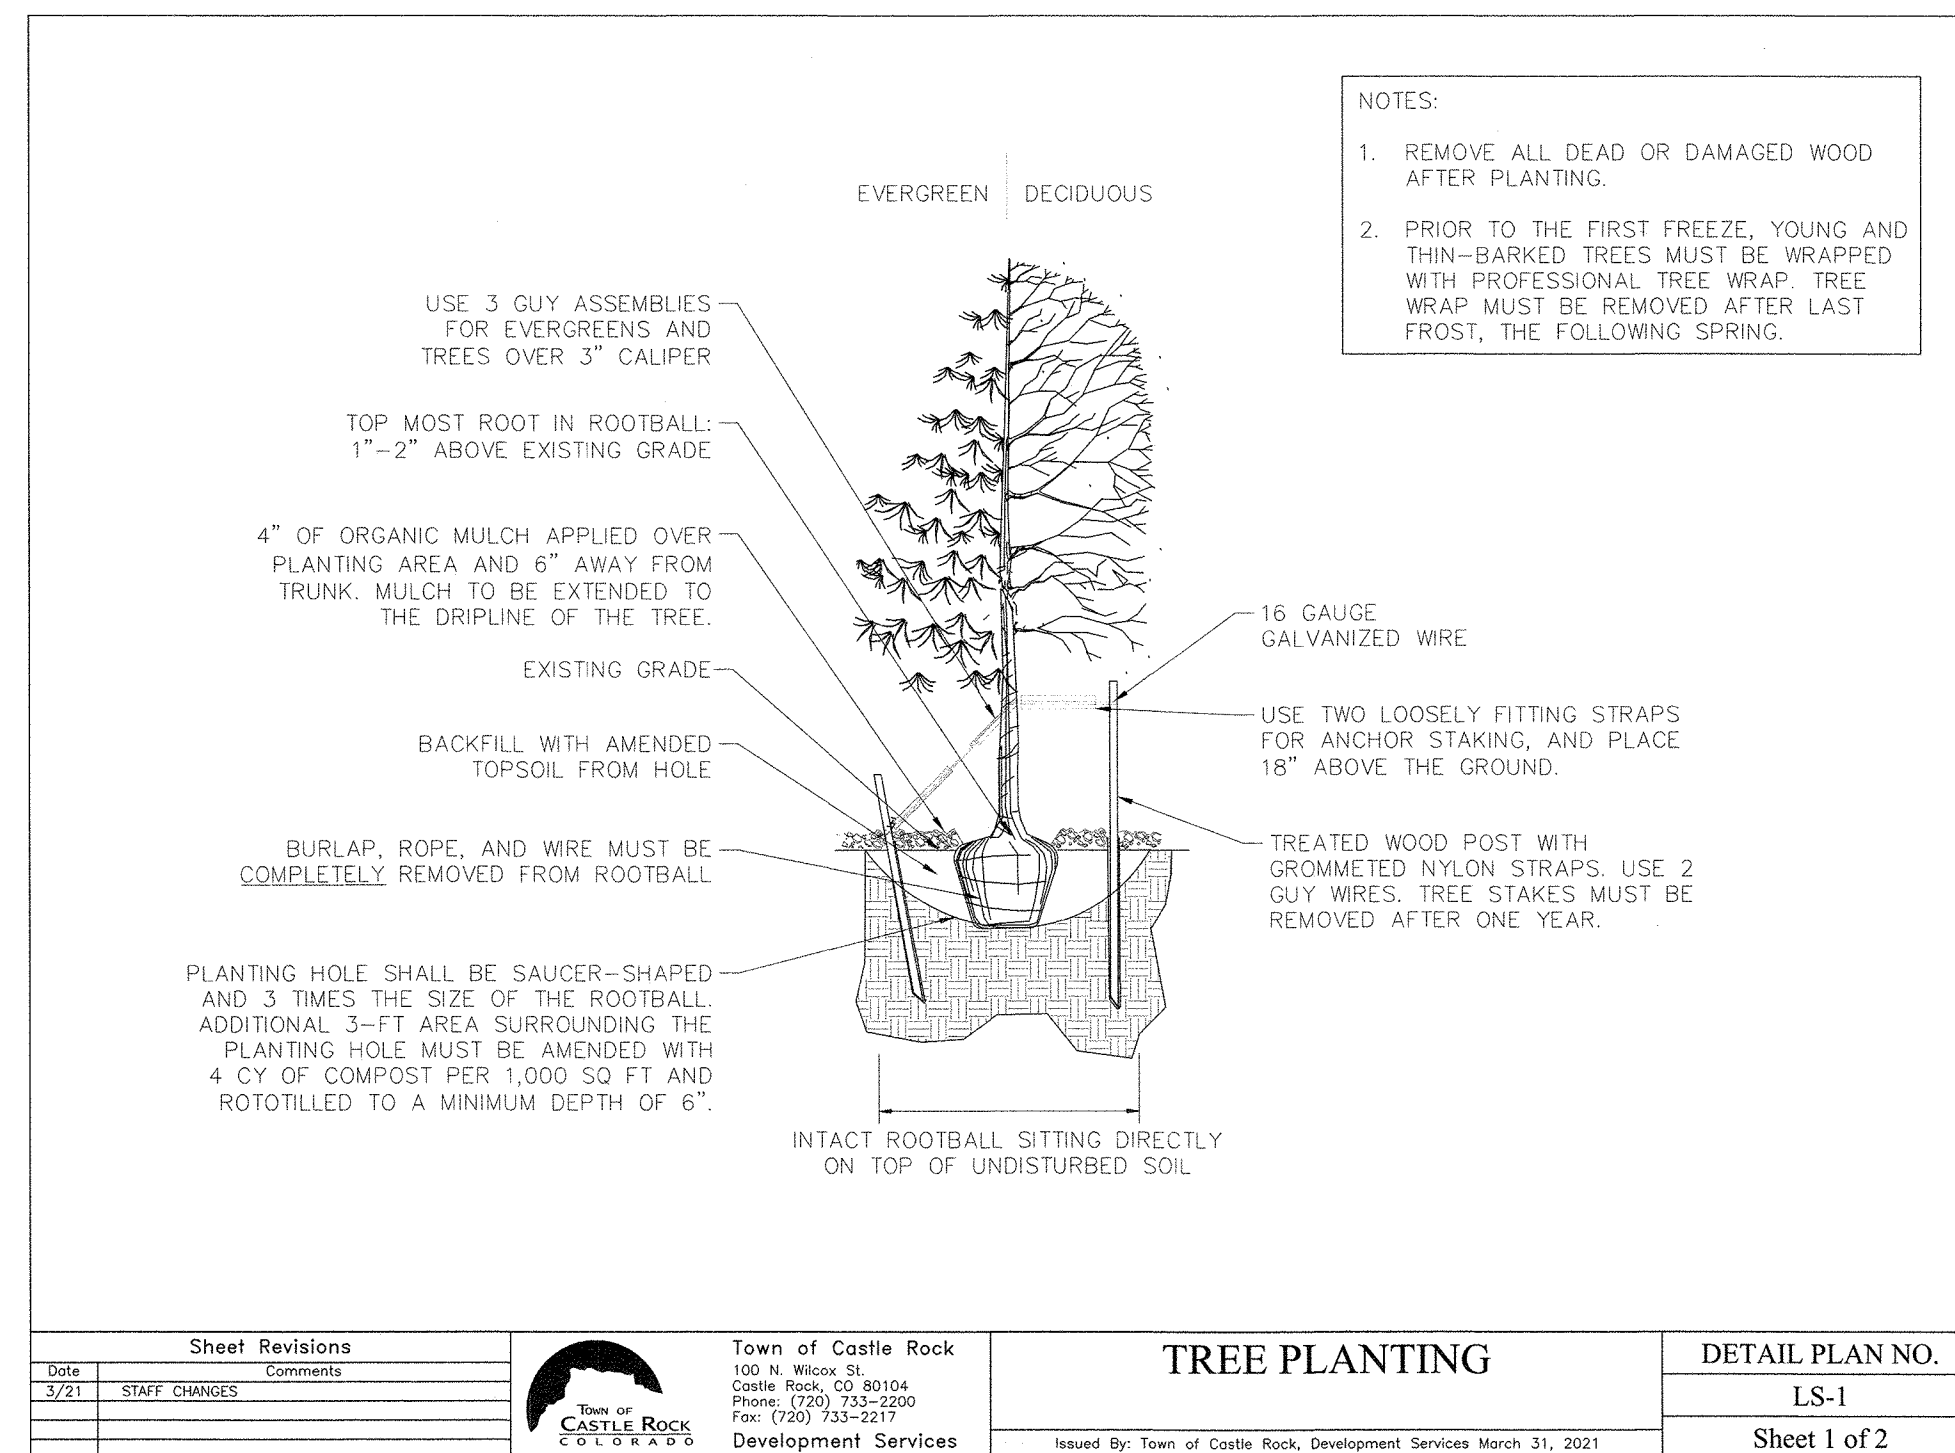 NOTES:
1. REMOVE ALL DEAD OR DAMAGED WOOD
AFTER PLANTING.
2. PRIOR TO THE FIRST FREEZE, YOUNG AND
THIN-BARKED TREES MUST BE WRAPPED
WITH PROFESSIONAL TREE WRAP. TREE
WRAP MUST BE REMOVED AFTER LAST
FROST, THE FOLLOWING SPRING.
EVERGREEN
DECIDUOUS
USE 3 GUY ASSEMBLIES
FOR EVERGREENS AND
TREES OVER 3" CALIPER
TOP MOST ROOT IN ROOTBALL:
1"-2" ABOVE EXISTING GRADE
4" OF ORGANIC MULCH APPLIED OVER
PLANTING AREA AND 6" AWAY FROM
TRUNK. MULCH TO BE EXTENDED TO
THE DRIPLINE OF THE TREE.
EXISTING GRADE
BACKFILL WITH AMENDED
TOPSOIL FROM HOLE
BURLAP, ROPE, AND WIRE MUST BE
COMPLETELY REMOVED FROM ROOTBALL
PLANTING HOLE SHALL BE SAUCER-SHAPED
AND 3 TIMES THE SIZE OF THE ROOTBALL.
ADDITIONAL 3-FT AREA SURROUNDING THE
PLANTING HOLE MUST BE AMENDED WITH
4 CY OF COMPOST PER 1,000 SQ FT AND
ROTOTILLED TO A MINIMUM DEPTH OF 6".
16 GAUGE
GALVANIZED WIRE
USE TWO LOOSELY FITTING STRAPS
FOR ANCHOR STAKING, AND PLACE
18" ABOVE THE GROUND.
TREATED WOOD POST WITH
GROMMETED NYLON STRAPS. USE 2
GUY WIRES. TREE STAKES MUST BE
REMOVED AFTER ONE YEAR.
INTACT ROOTBALL SITTING DIRECTLY
ON TOP OF UNDISTURBED SOIL
Sheet Revisions
Date Comments
3/21 STAFF CHANGES
TOWN OF
CASTLE ROCK
COLORADO
Town of Castle Rock
100 N. Wilcox St.
Castle Rock, CO 80104
Phone: (720) 733-2200
Fax: (720) 733-2217
Development Services
TREE PLANTING
Issued By: Town of Castle Rock, Development Services March 31, 2021
DETAIL PLAN NO.
LS-1
Sheet 1 of 2